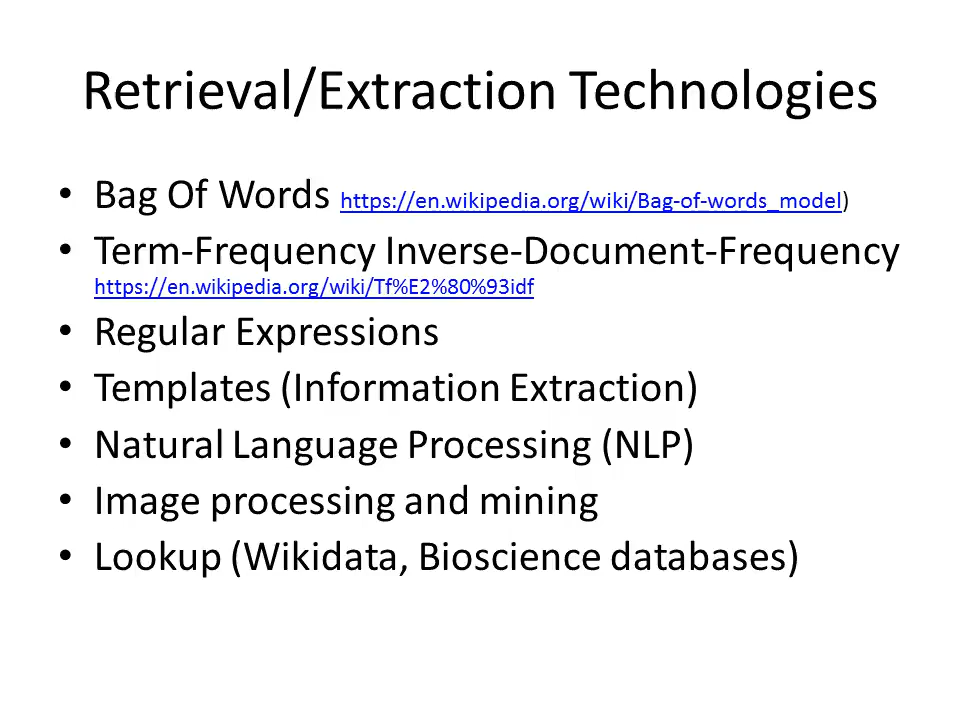 Retrieval/Extraction Technologies
• Bag Of Words https://en.wikipedia.org/wiki/Bag-of-words_model)
• Term-Frequency Inverse-Document-Frequency
https://en.wikipedia.org/wiki/Tf%E2%80%93idf
• Regular Expressions
• Templates (Information Extraction)
• Natural Language Processing (NLP)
• Image processing and mining
• Lookup (Wikidata, Bioscience databases)